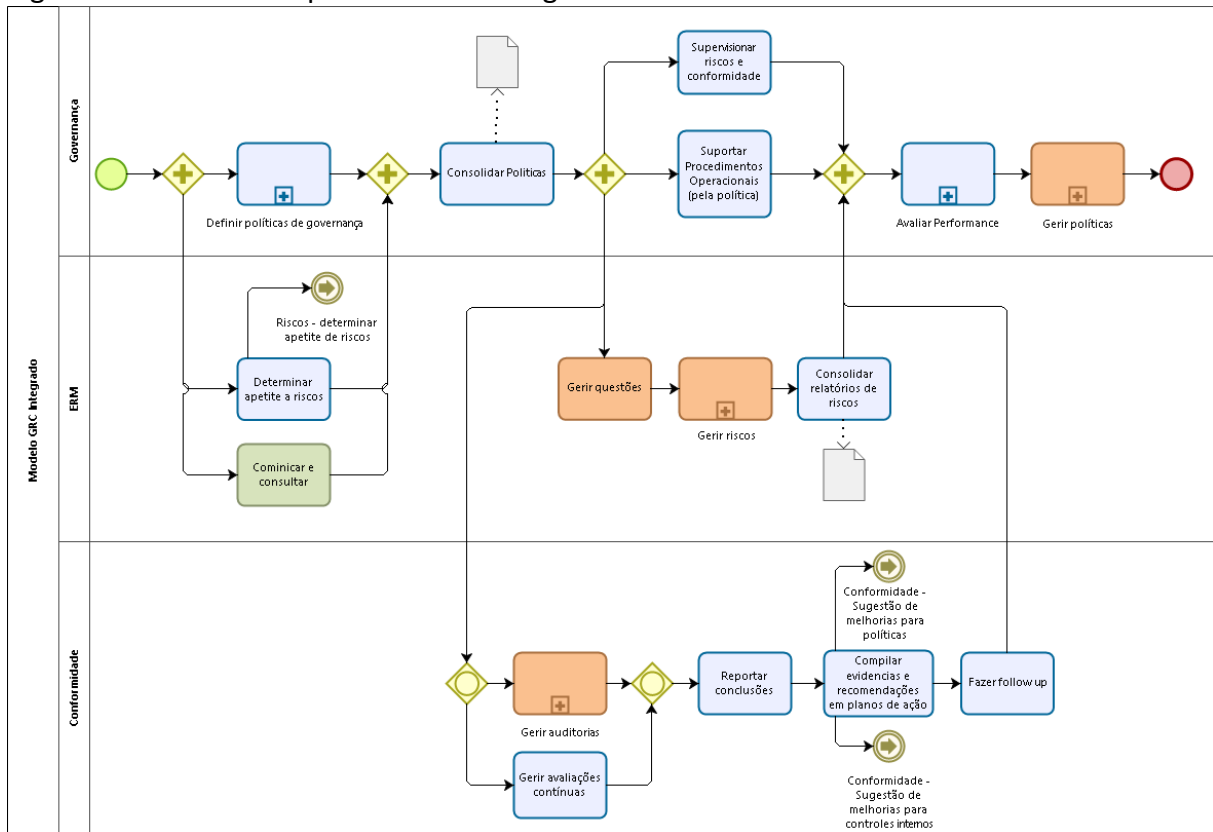 Modelo GRC Integrado
Governança
Supervisionar
riscos e
conformidade
Consolidar Politicas
Suportar
Procedimentos
Operacionais
(pela política)
Definir políticas de governança
Avaliar Performance
Gerir políticas
ERM
Riscos - determinar
apetite de riscos
Determinar
apetite a riscos
Cominicar e
consultar
Gerir questões
Gerir riscos
Consolidar
relatórios de
riscos
Conformidade
Gerir auditorias
Gerir avaliações
contínuas
Reportar
conclusões
Conformidade -
Sugestão de
melhorias para
políticas
Compilar
evidencias e
recomendações
em planos de ação
Fazer follow up
Conformidade -
Sugestão de
melhorias para
controles internos